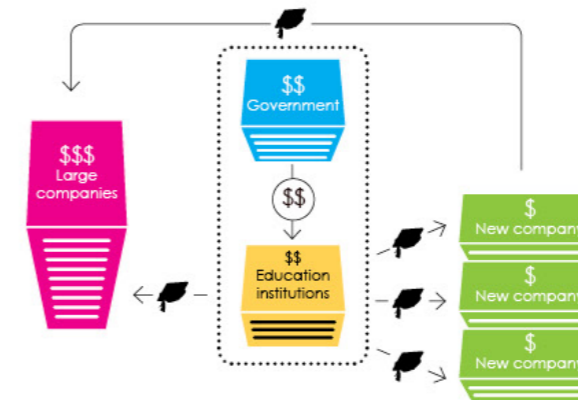 $$
Government
$$$
Large
companies
$$
$$
Education
institutions
$
New company
$
New company
$
New company